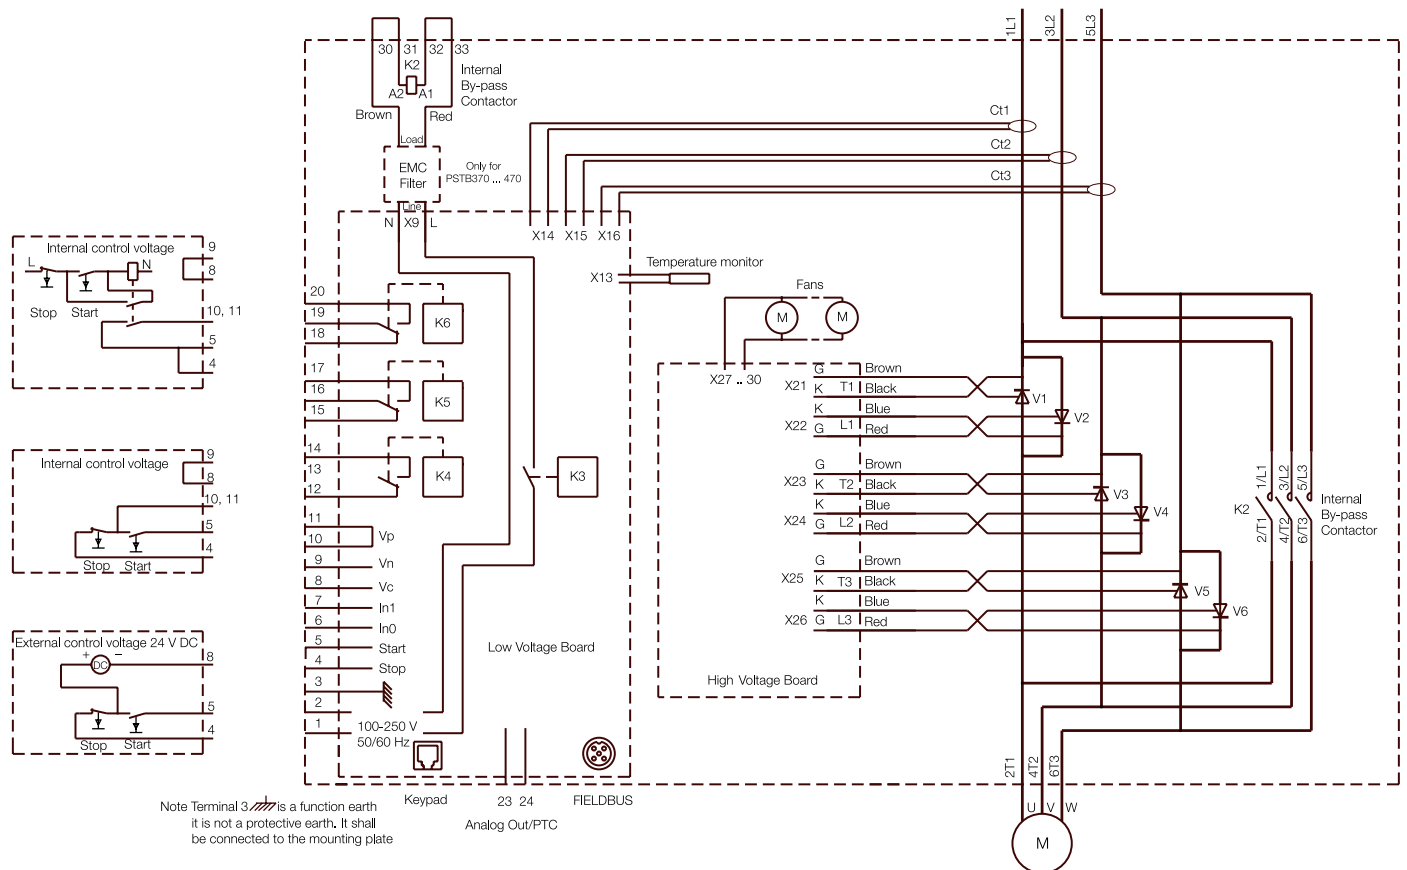 1L1
3L2
5L3
30 31 32 33
K2
A2 A1
Internal
By-pass
Contactor
Brown
Red
Load
EMC
Filter
Line
Only for
PSTB370 ... 470
N X9 L
Ct1
Ct2
Ct3
X14 X15 X16
X13
Temperature monitor
Fans
M
M
X27 .. 30
Internal control voltage
L
N
Stop Start
9
8
10, 11
5
4
Internal control voltage
9
8
10, 11
5
4
Stop Start
External control voltage 24 V DC
+ −
DC
8
5
4
Stop Start
20
19
18
K6
17
16
15
K5
14
13
12
K4
K3
11
10
Vp
9
Vn
8
Vc
7
In1
6
In0
5
Start
4
Stop
3
2
1
100-250 V
50/60 Hz
Low Voltage Board
Keypad
23 24
Analog Out/PTC
FIELDBUS
X21
G
Brown
K
T1
Black
X22
K
Blue
G
L1
Red
X23
G
Brown
K
T2
Black
X24
K
Blue
G
L2
Red
X25
G
Brown
K
T3
Black
X26
K
Blue
G
L3
Red
High Voltage Board
V1
V2
V3
V4
V5
V6
1/L1
3/L2
5/L3
K2
2/T1
4/T2
6/T3
Internal
By-pass
Contactor
2T1
4T2
6T3
U V W
M
Note Terminal 3 is a function earth
it is not a protective earth. It shall
be connected to the mounting plate